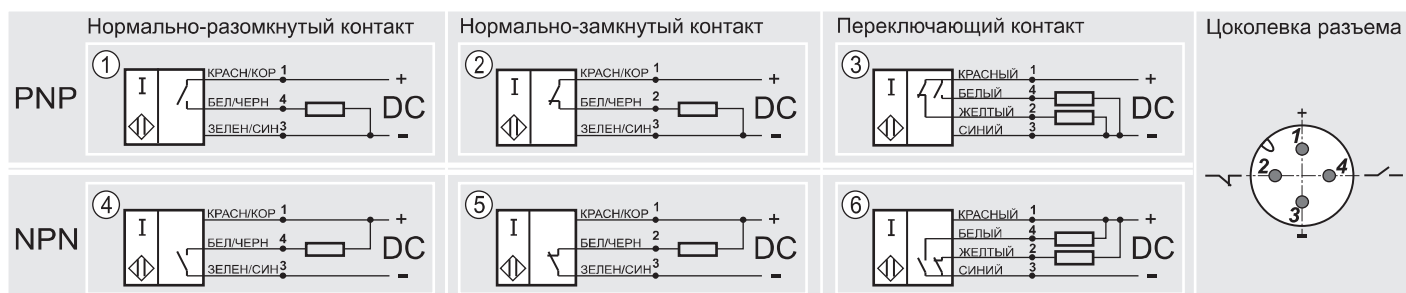 Нормально-разомкнутый контакт
Нормально-замкнутый контакт
Переключающий контакт
Цоколевка разъема
PNP
1
I
КРАСН/КОР 1
+
БЕЛ/ЧЕРН 4
DC
ЗЕЛЕН/СИН 3
-
2
I
КРАСН/КОР 1
+
БЕЛ/ЧЕРН 2
DC
ЗЕЛЕН/СИН 3
-
3
I
КРАСНЫЙ 1
+
БЕЛЫЙ 4
DC
ЖЕЛТЫЙ 2
СИНИЙ 3
-
+
1
2
4
3
-
NPN
4
I
КРАСН/КОР 1
+
БЕЛ/ЧЕРН 4
DC
ЗЕЛЕН/СИН 3
-
5
I
КРАСН/КОР 1
+
БЕЛ/ЧЕРН 2
DC
ЗЕЛЕН/СИН 3
-
6
I
КРАСНЫЙ 1
+
БЕЛЫЙ 4
DC
ЖЕЛТЫЙ 2
СИНИЙ 3
-